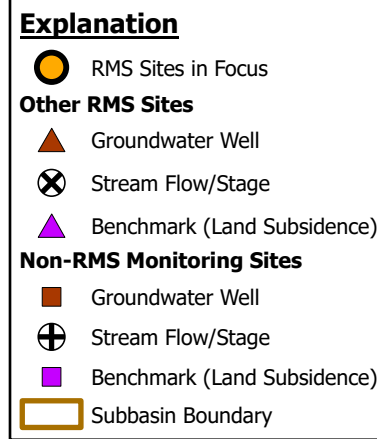 Explanation
RMS Sites in Focus
Other RMS Sites
Groundwater Well
Stream Flow/Stage
Benchmark (Land Subsidence)
Non-RMS Monitoring Sites
Groundwater Well
Stream Flow/Stage
Benchmark (Land Subsidence)
Subbasin Boundary